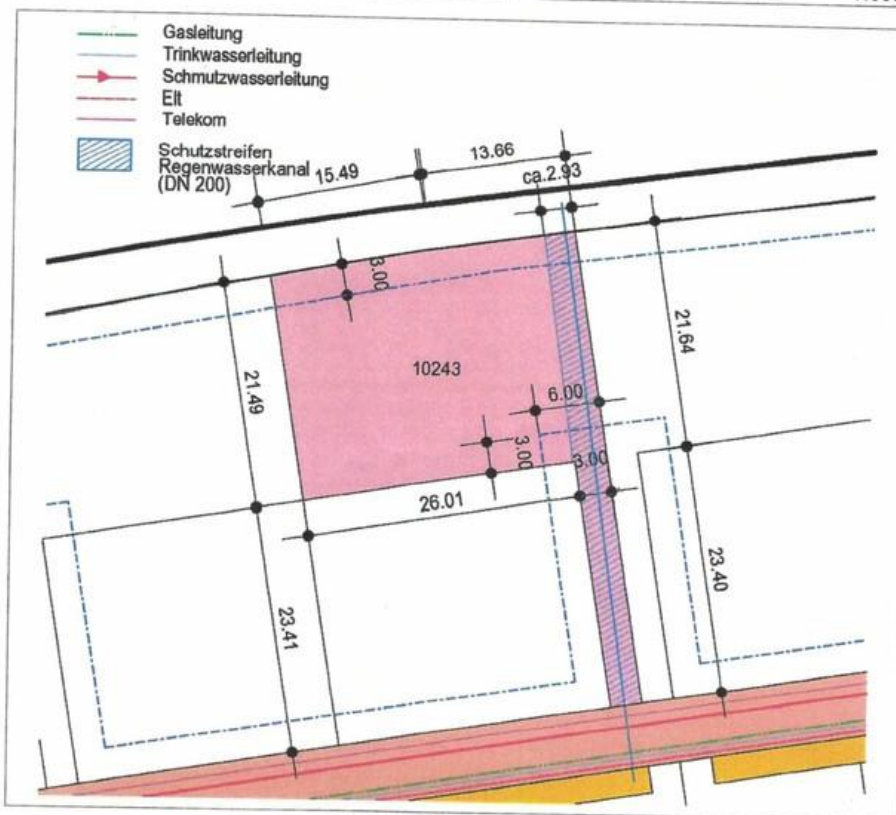 Gasleitung
Trinkwasserleitung
Schmutzwasserleitung
Elt
Telekom
Schutzstreifen
Regenwasserkanal
(DN 200)
15.49
13.66
ca.2.93
3.00
21.49
21.64
10243
6.00
3.00
3.00
26.01
23.41
23.40